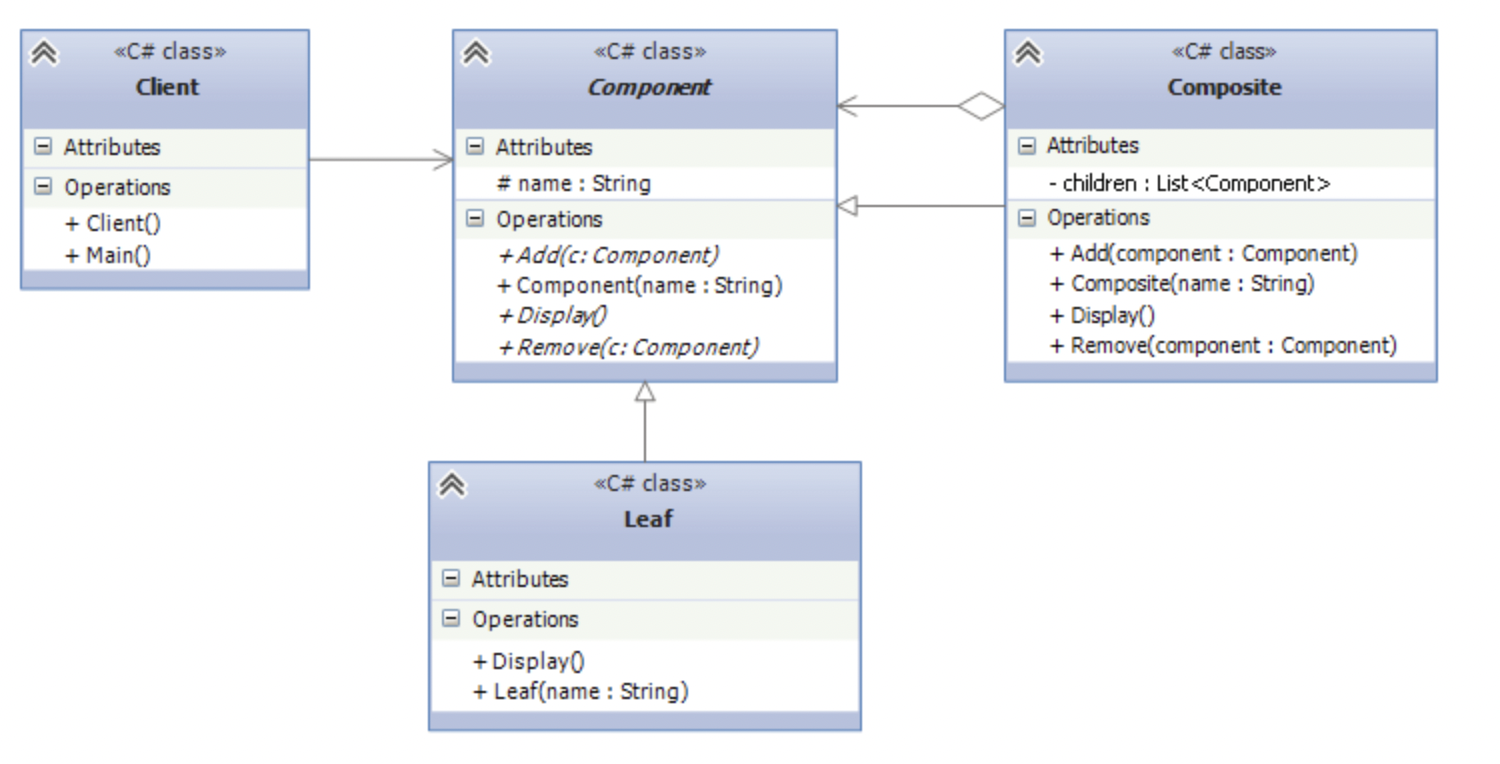 «C# class»
Client
Attributes
Operations
+ Client()
+ Main()
«C# class»
Component
Attributes
# name : String
Operations
+Add(c: Component)
+ Component(name : String)
+Display()
+Remove(c: Component)
«C# class»
Composite
Attributes
- children : List<Component>
Operations
+ Add(component : Component)
+ Composite(name : String)
+ Display()
+ Remove(component : Component)
«C# class»
Leaf
Attributes
Operations
+Display()
+ Leaf(name : String)